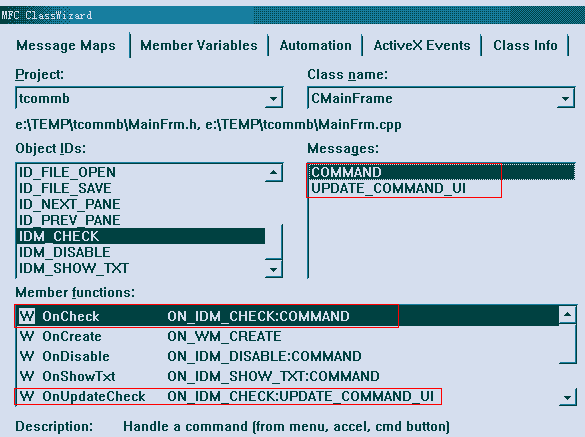 MFC ClassWizard
Message Maps Member Variables Automation ActiveX Events Class Info
Project: Class name:
tcommb CMainFrame
e:\TEMP\tcommb\MainFrm.h, e:\TEMP\tcommb\MainFrm.cpp
Object IDs: Messages:
ID_FILE_OPEN COMMAND
ID_FILE_SAVE UPDATE_COMMAND_UI
ID_NEXT_PANE
ID_PREV_PANE
IDM_CHECK
IDM_DISABLE
IDM_SHOW_TXT
Member functions:
W OnCheck ON_IDM_CHECK:COMMAND
W OnCreate ON_WM_CREATE
W OnDisable ON_IDM_DISABLE:COMMAND
W OnShowTxt ON_IDM_SHOW_TXT:COMMAND
W OnUpdateCheck ON_IDM_CHECK:UPDATE_COMMAND_UI
Description: Handle a command (from menu, accel, cmd button)